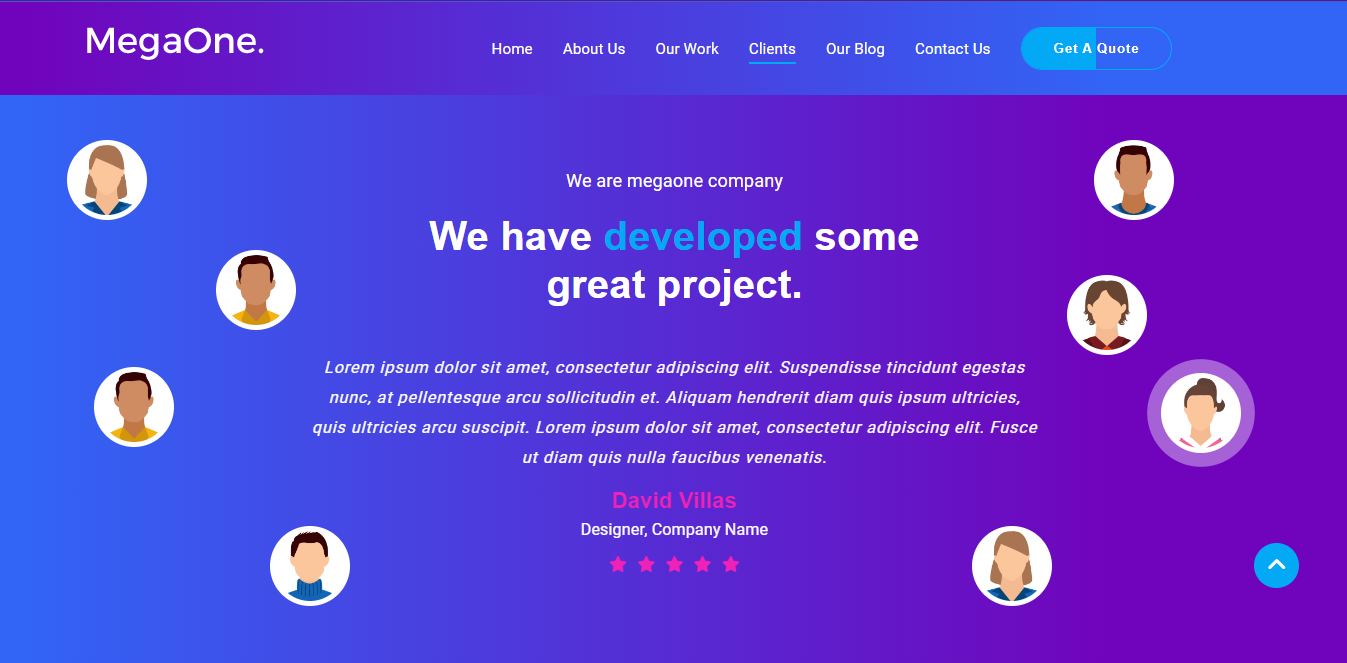 MegaOne.
Home About Us Our Work Clients Our Blog Contact Us Get A Quote
We are megaone company
We have developed some
great project.
Lorem ipsum dolor sit amet, consectetur adipiscing elit. Suspendisse tincidunt egestas
nunc, at pellentesque arcu sollicitudin et. Aliquam hendrerit diam quis ipsum ultricies,
quis ultricies arcu suscipit. Lorem ipsum dolor sit amet, consectetur adipiscing elit. Fusce
ut diam quis nulla faucibus venenatis.
David Villas
Designer, Company Name